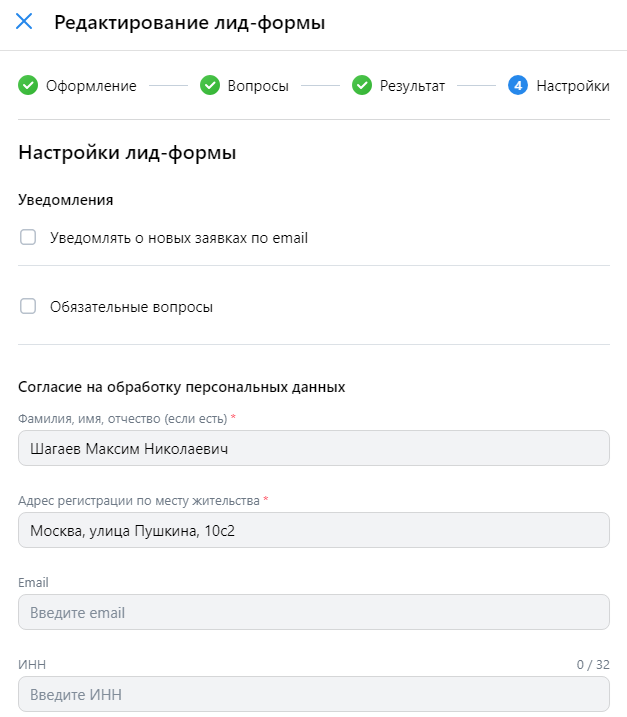 Редактирование лид-формы
Оформление Вопросы Результат 4 Настройки
Настройки лид-формы
Уведомления
Уведомлять о новых заявках по email
Обязательные вопросы
Согласие на обработку персональных данных
Фамилия, имя, отчество (если есть) *
Шагаев Максим Николаевич
Адрес регистрации по месту жительства *
Москва, улица Пушкина, 10с2
Email
Введите email
ИНН 0 / 32
Введите ИНН